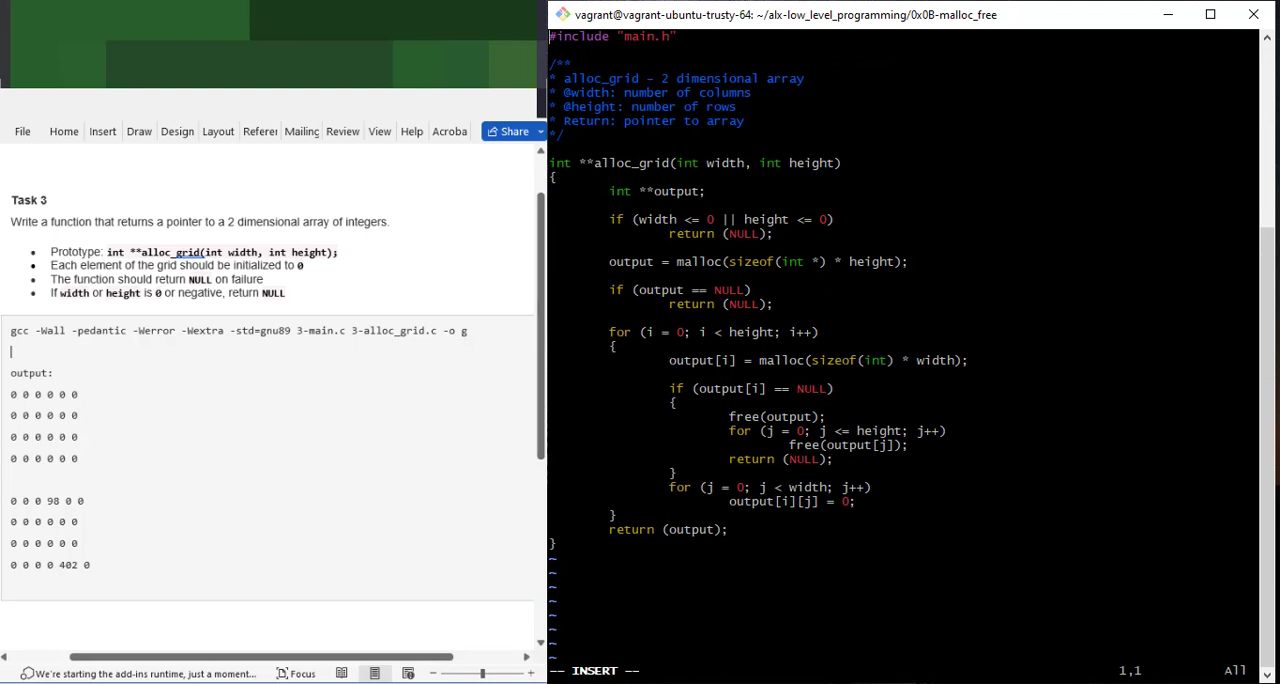 File Home Insert Draw Design Layout Referer Mailing Review View Help Acroba Share
Task 3
Write a function that returns a pointer to a 2 dimensional array of integers.
• Prototype: int **alloc_grid(int width, int height);
• Each element of the grid should be initialized to 0
• The function should return NULL on failure
• If width or height is 0 or negative, return NULL
gcc -Wall -pedantic -Werror -Wextra -std=gnu89 3-main.c 3-alloc_grid.c -o g
output:
0 0 0 0 0 0
0 0 0 0 0 0
0 0 0 0 0 0
0 0 0 0 0 0
0 0 0 98 0 0
0 0 0 0 0 0
0 0 0 0 0 0
0 0 0 0 402 0
We're starting the add-ins runtime, just a moment... Focus
vagrant@vagrant-ubuntu-trusty-64: ~/alx-low_level_programming/0x0B-malloc_free
#include "main.h"
/**
* alloc_grid - 2 dimensional array
* @width: number of columns
* @height: number of rows
* Return: pointer to array
*/
int **alloc_grid(int width, int height)
{
int **output;
if (width <= 0 || height <= 0)
return (NULL);
output = malloc(sizeof(int *) * height);
if (output == NULL)
return (NULL);
for (i = 0; i < height; i++)
{
output[i] = malloc(sizeof(int) * width);
if (output[i] == NULL)
{
free(output);
for (j = 0; j <= height; j++)
free(output[j]);
return (NULL);
}
for (j = 0; j < width; j++)
output[i][j] = 0;
}
return (output);
}
~
~
~
~
~
~
~
~
-- INSERT -- 1,1 All